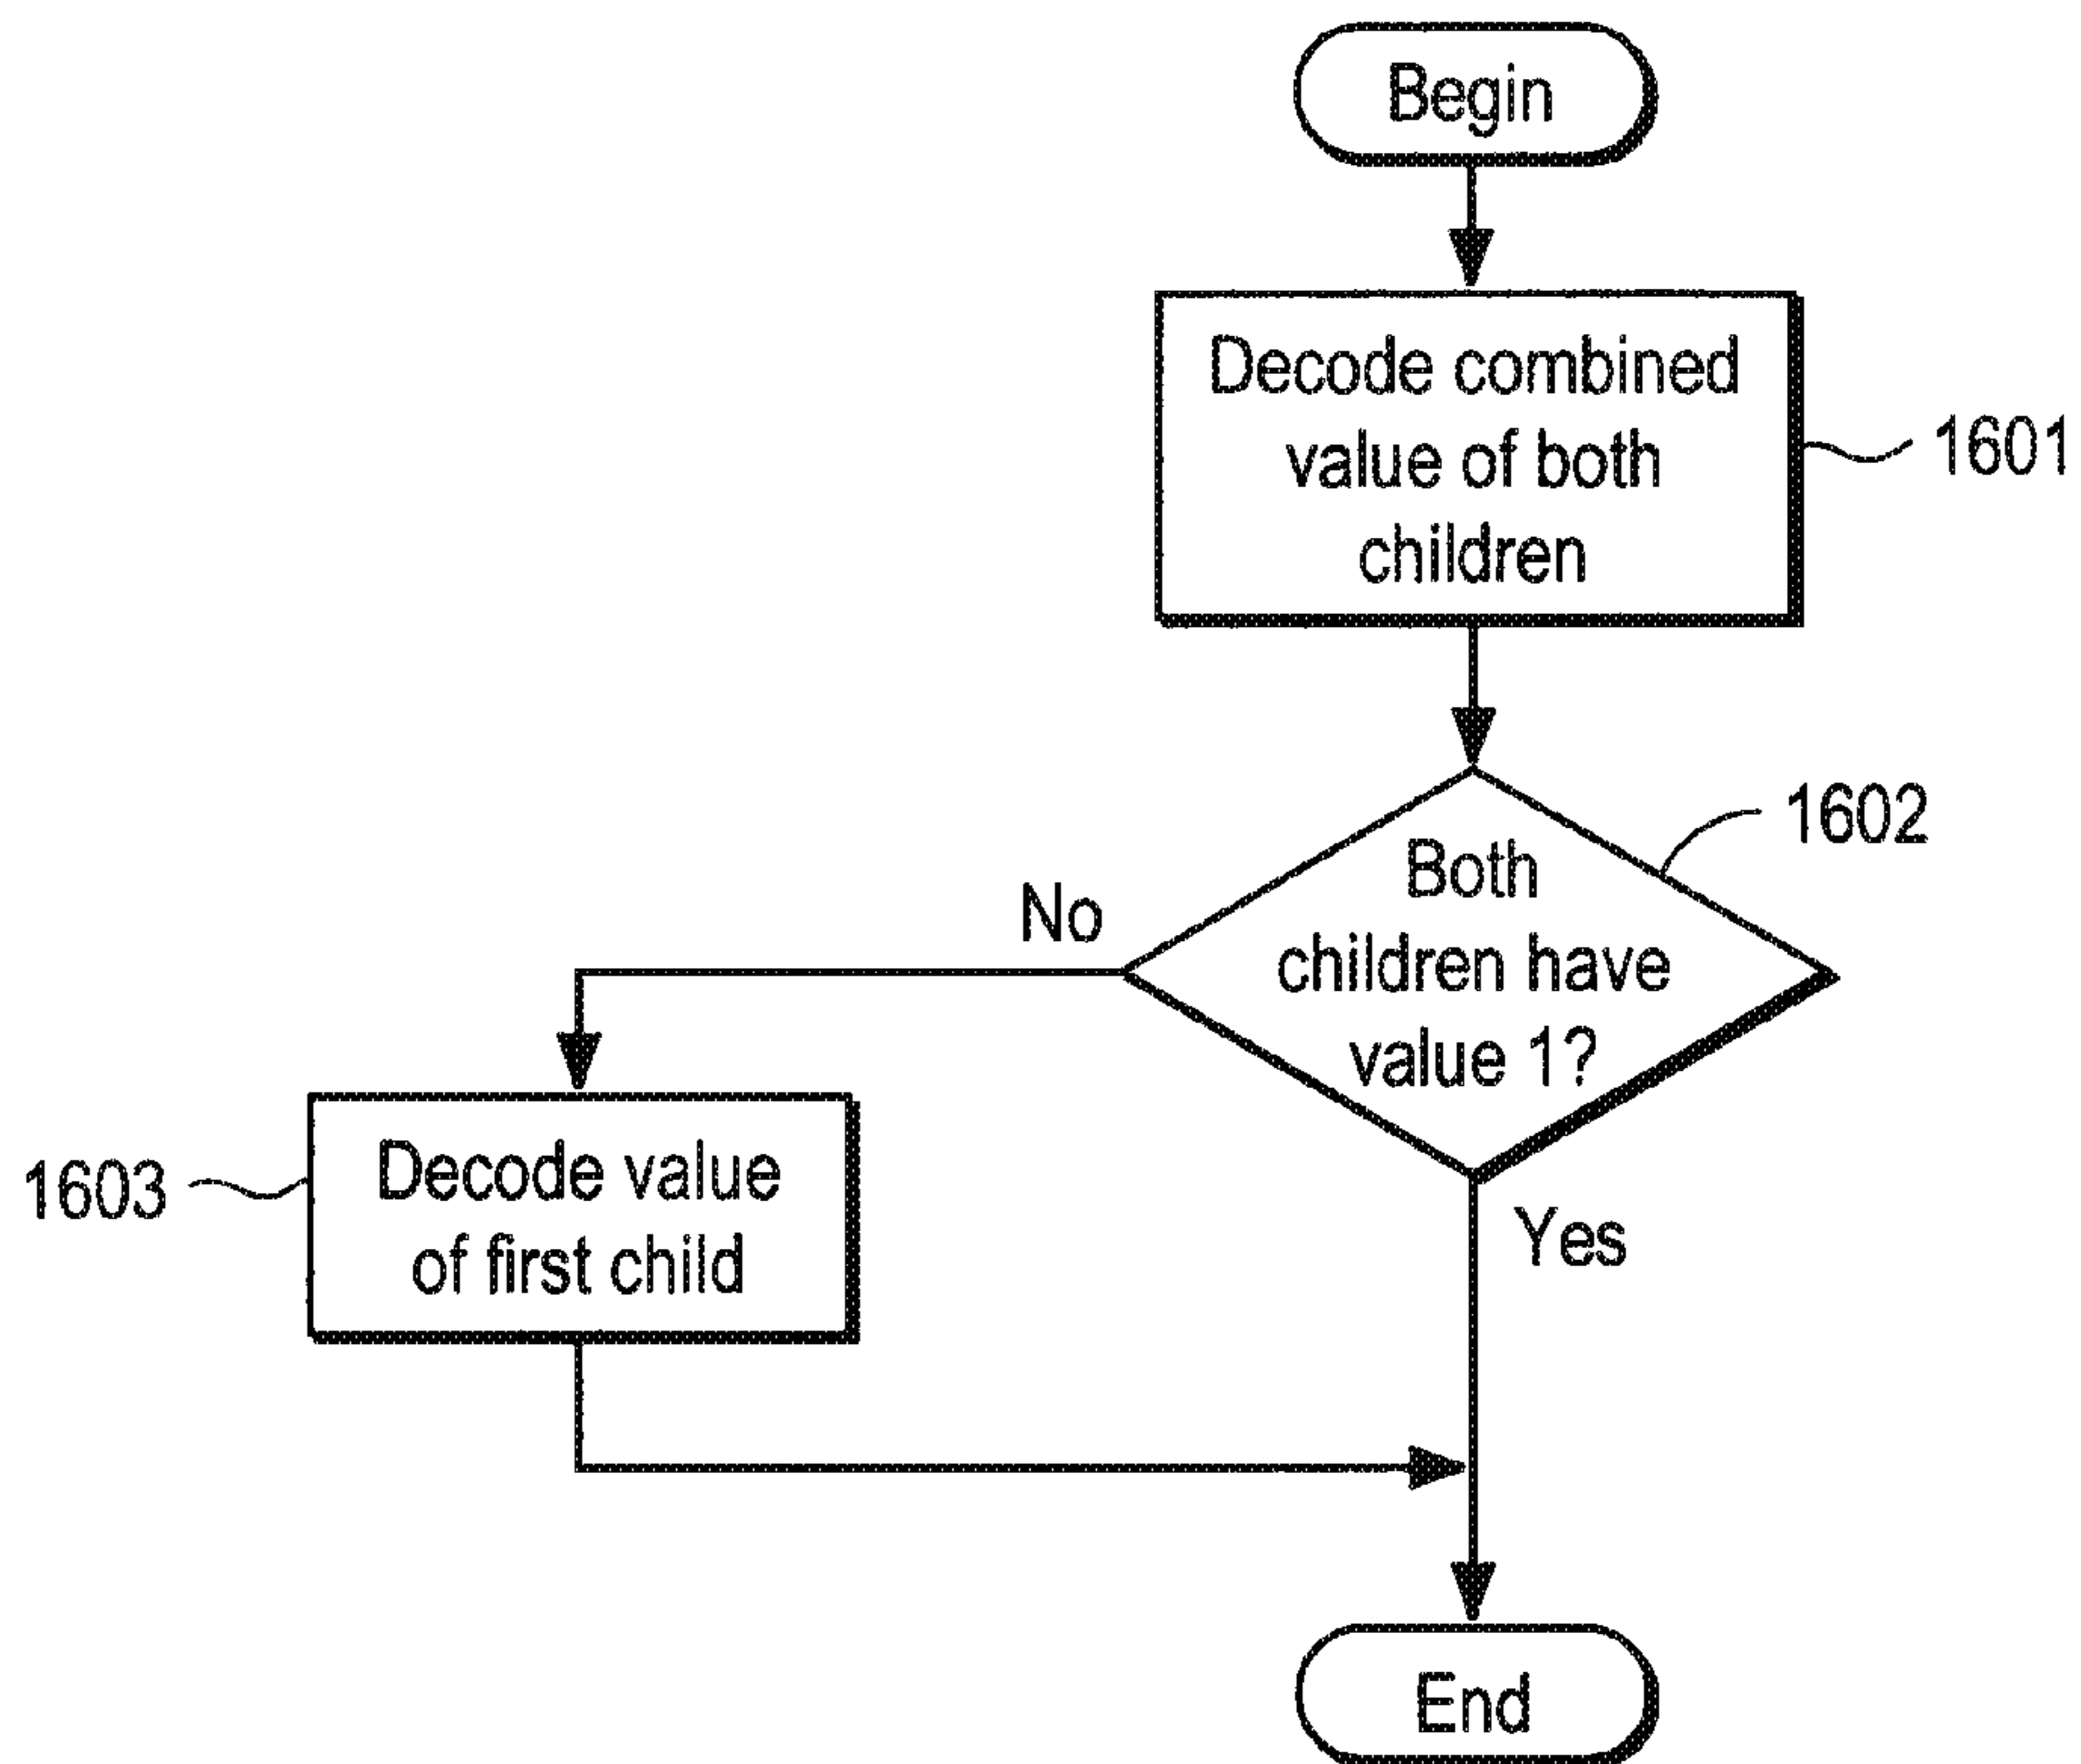 Begin
Decode combined
value of both
children
1601
Both
children have
value 1?
1602
No
Yes
Decode value
of first child
1603
End